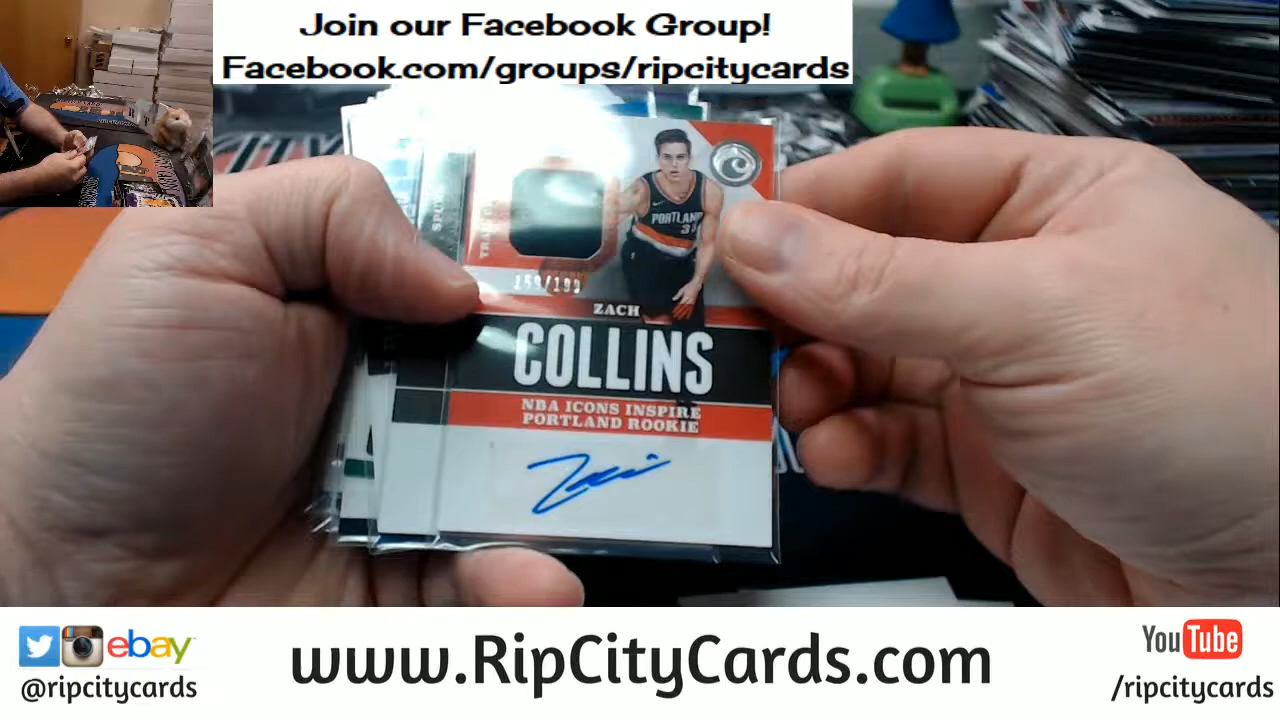 Join our Facebook Group!
Facebook.com/groups/ripcitycards
PORTLAND
ZACH
COLLINS
NBA ICONS INSPIRE
PORTLAND ROOKIE
ebay
@ripcitycards
www.RipCityCards.com
YouTube
/ripcitycards